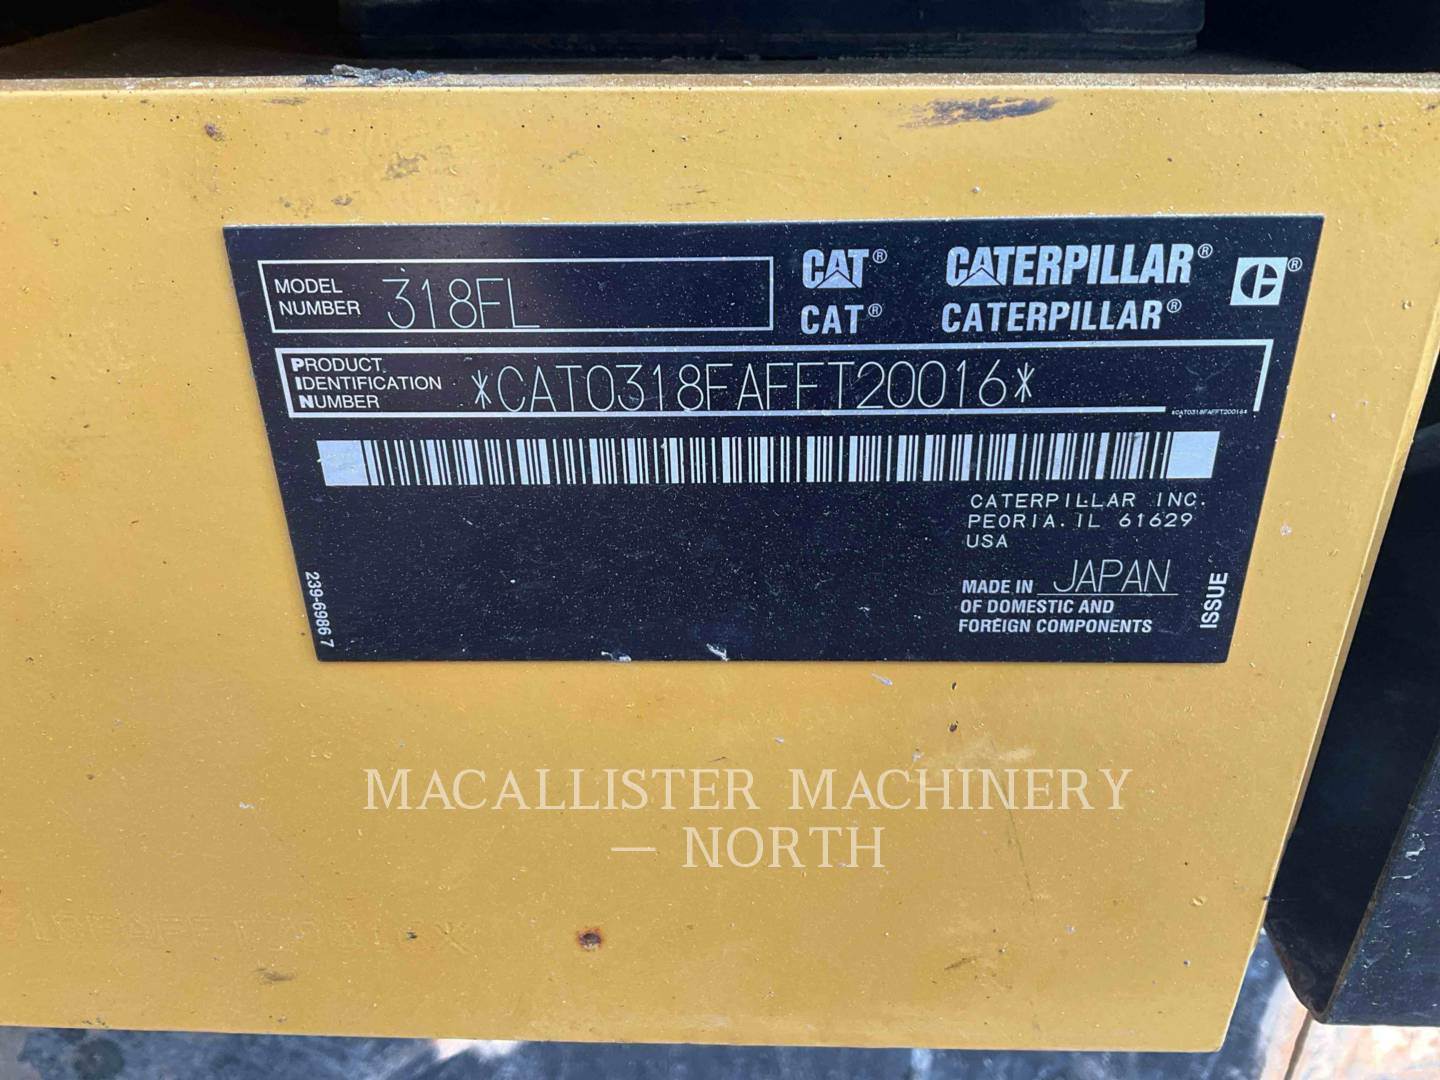 MODEL NUMBER 318FL
CAT® CATERPILLAR®
CAT® CATERPILLAR®
PRODUCT
IDENTIFICATION
NUMBER
*CAT0318FAFFT20016*
*CAT0318FAFFT20016*
CATERPILLAR INC.
PEORIA. IL 61629
USA
MADE IN JAPAN
OF DOMESTIC AND
FOREIGN COMPONENTS
ISSUE
239-6986 7
MACALLISTER MACHINERY
— NORTH